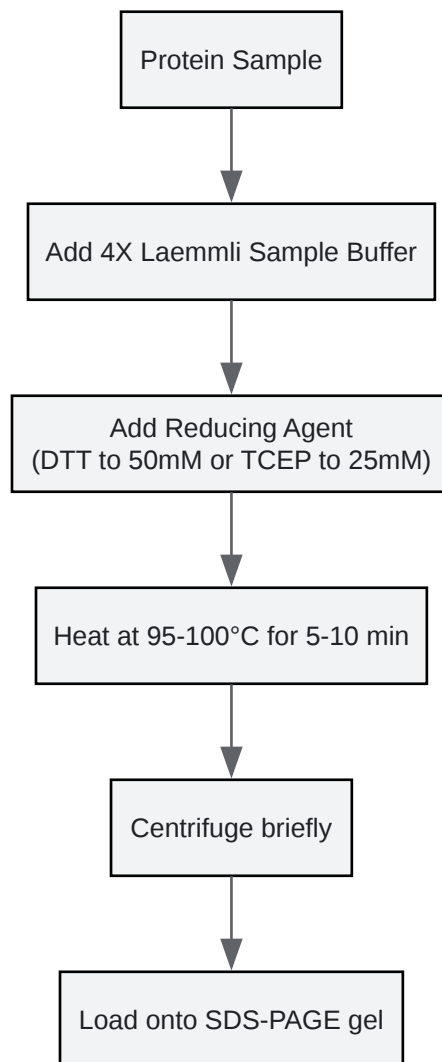 Protein Sample
Add 4X Laemmli Sample Buffer
Add Reducing Agent
(DTT to 50mM or TCEP to 25mM)
Heat at 95-100°C for 5-10 min
Centrifuge briefly
Load onto SDS-PAGE gel